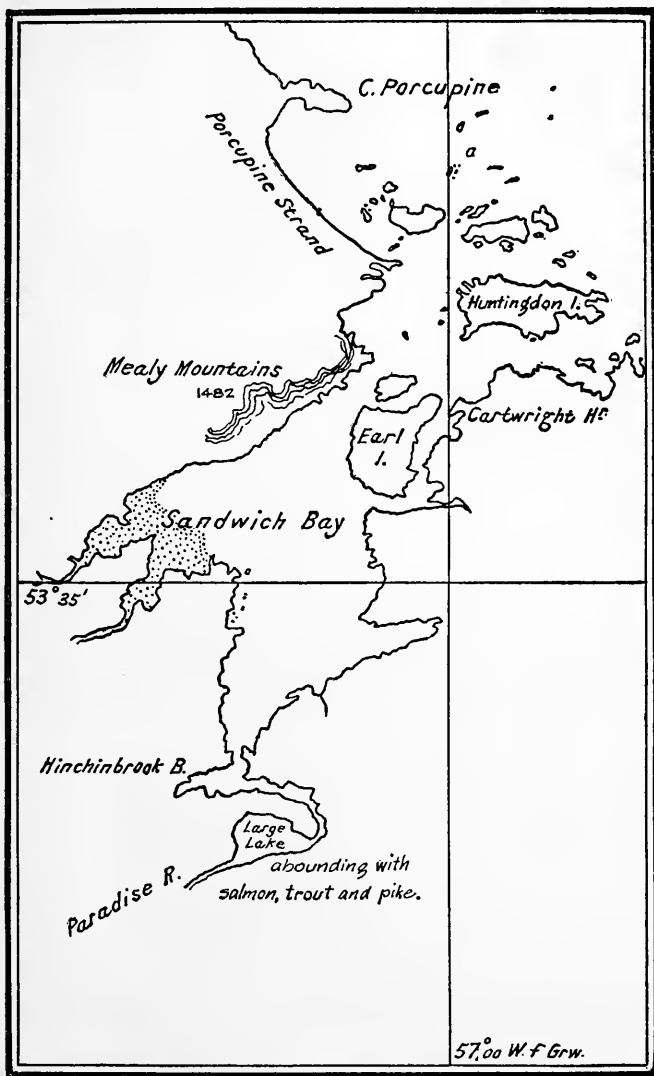 C. Porcupine
Porcupine Strand
Huntingdon I.
Mealy Mountains
1482
Cartwright Hr.
Earl
I.
Sandwich Bay
53° 35'
Hinchinbrook B.
Large
Lake
abounding with
salmon, trout and pike.
Paradise R.
57°,00 W. f Grw.